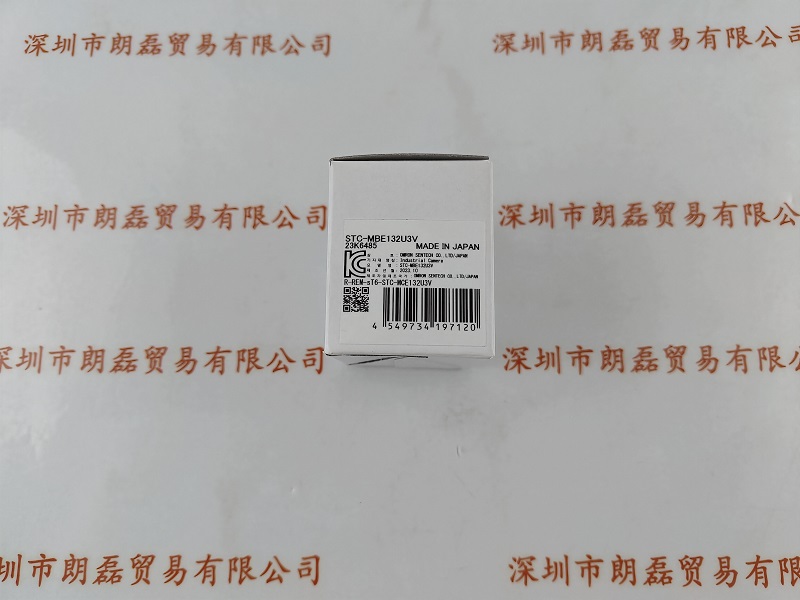 深圳市朗磊贸易有限公司
深圳市朗磊贸易有限公司
深圳市朗磊贸易有限公司
深圳市朗磊贸易有限公司
STC-MBE132U3V
23K6485
MADE IN JAPAN
: OMRON SENTECH CO.,LTD/JAPAN
: Industrial Camera
: STC-MBE132U3V
: 2023.10
: OMRON SENTECH CO.,LTD/JAPAN
R-REM-sT6-STC-MCE132U3V
4 549734 197120
深圳市朗磊贸易有限公司
深圳市朗磊贸易有限公司
圳市朗磊贸易有限公司
深圳市朗磊贸易有限公司